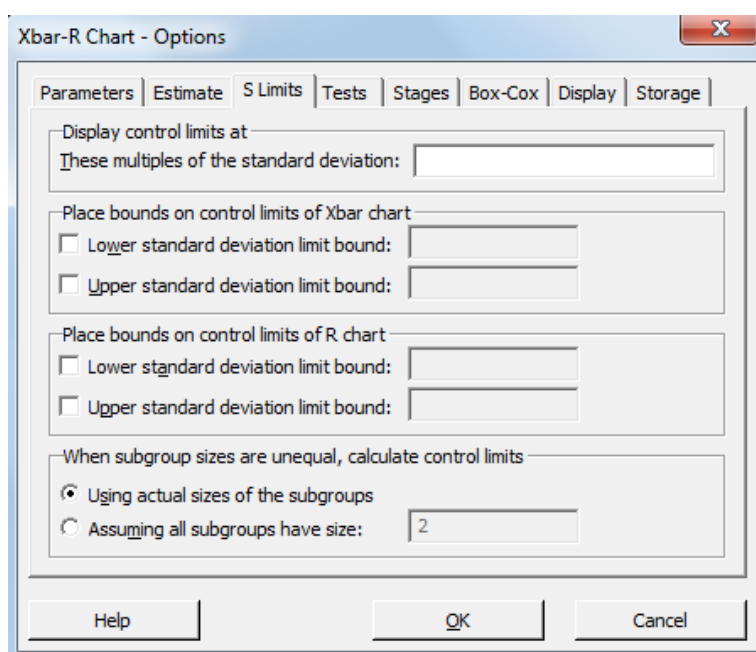 Xbar-R Chart - Options
Parameters Estimate S Limits Tests Stages Box-Cox Display Storage
Display control limits at
These multiples of the standard deviation:
Place bounds on control limits of Xbar chart
Lower standard deviation limit bound:
Upper standard deviation limit bound:
Place bounds on control limits of R chart
Lower standard deviation limit bound:
Upper standard deviation limit bound:
When subgroup sizes are unequal, calculate control limits
Using actual sizes of the subgroups
Assuming all subgroups have size: 2
Help OK Cancel